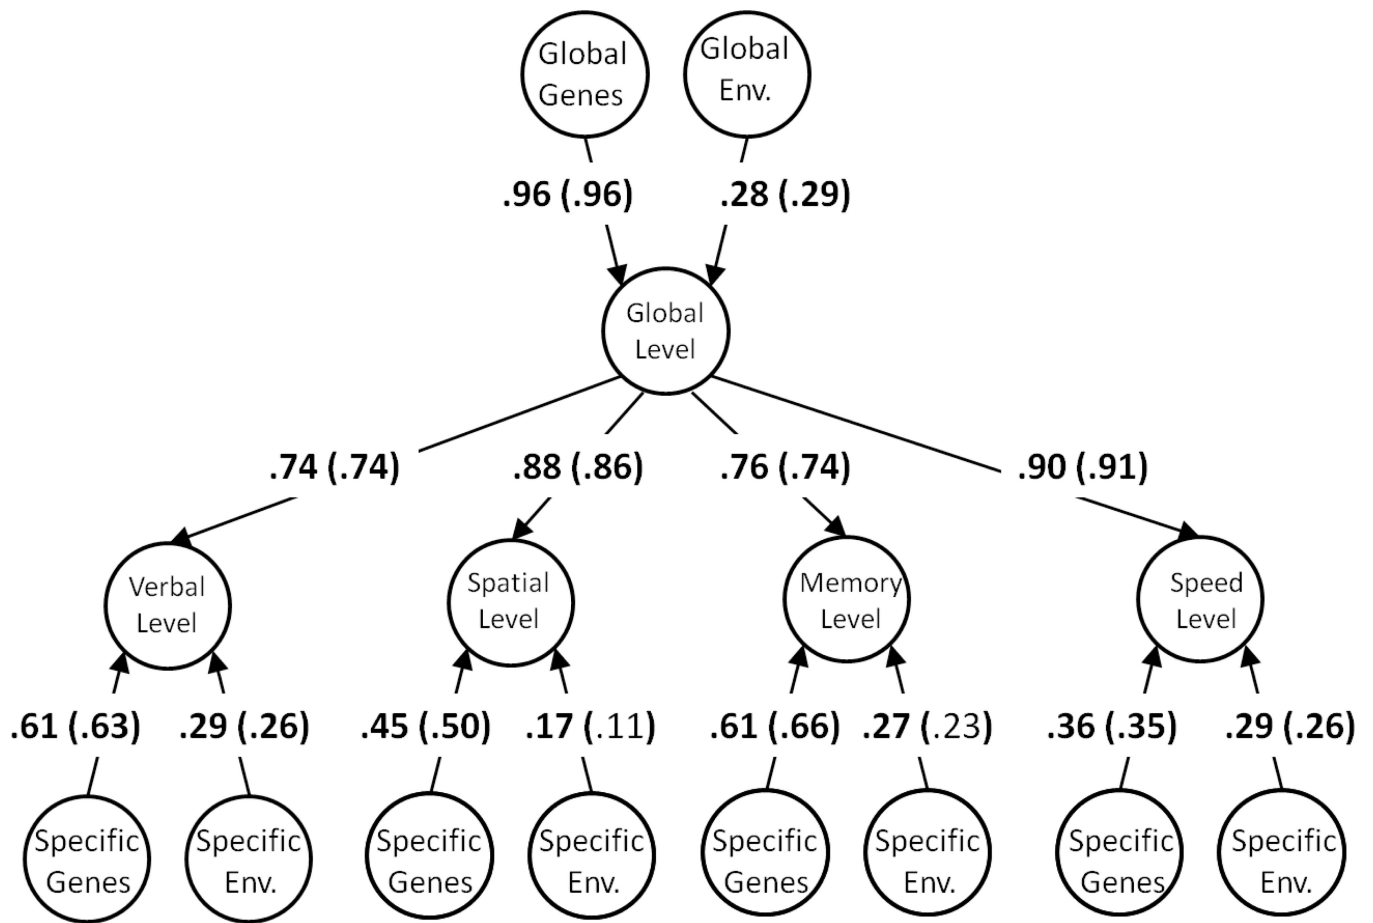 Global
Genes
Global
Env.
.96 (.96)
.28 (.29)
Global
Level
.74 (.74)
.88 (.86)
.76 (.74)
.90 (.91)
Verbal
Level
Spatial
Level
Memory
Level
Speed
Level
.61 (.63)
.29 (.26)
.45 (.50)
.17 (.11)
.61 (.66)
.27 (.23)
.36 (.35)
.29 (.26)
Specific
Genes
Specific
Env.
Specific
Genes
Specific
Env.
Specific
Genes
Specific
Env.
Specific
Genes
Specific
Env.